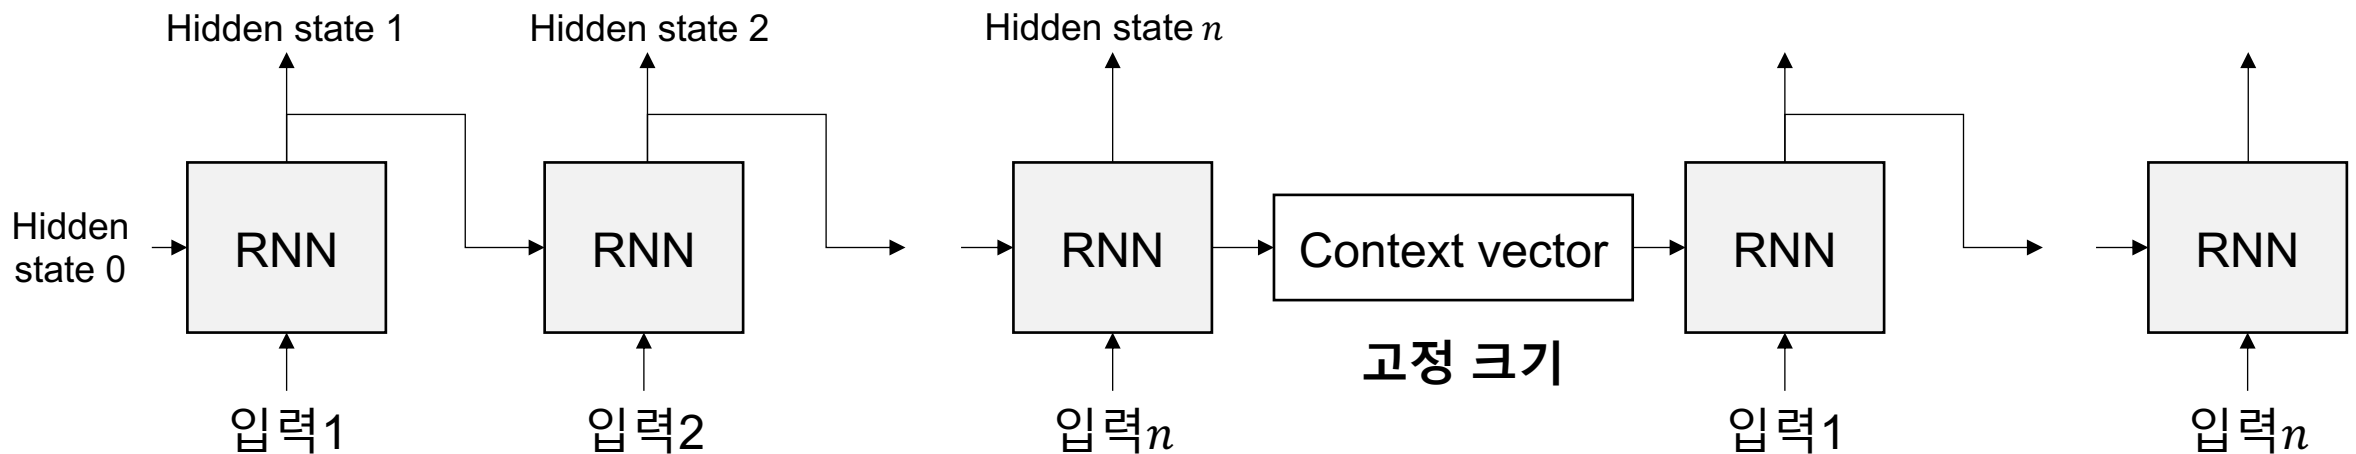 Hidden state 1
Hidden state 2
Hidden state n
Hidden
state 0
RNN
RNN
RNN
Context vector
RNN
RNN
고정 크기
입력1
입력2
입력n
입력1
입력n